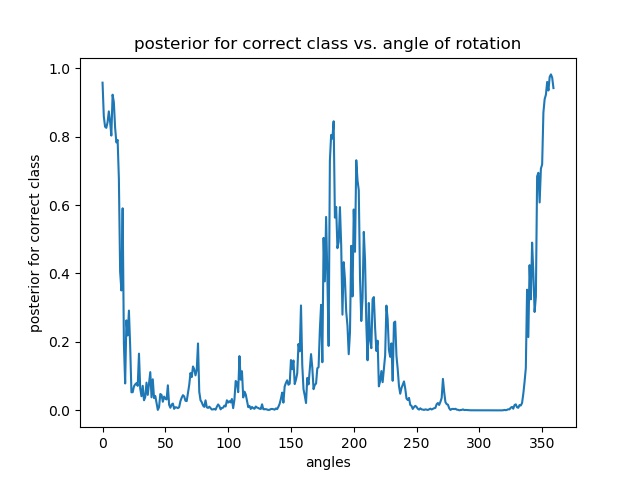 posterior for correct class vs. angle of rotation
posterior for correct class
1.0
0.8
0.6
0.4
0.2
0.0
0 50 100 150 200 250 300 350
angles